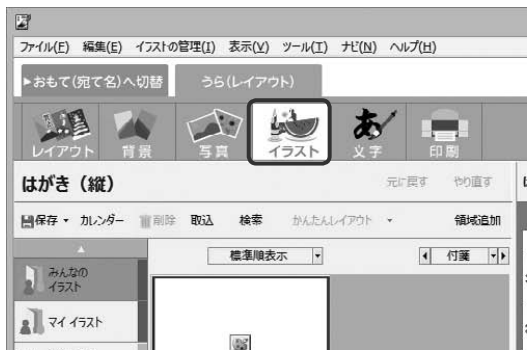 ファイル(F) 編集(E) イラストの管理(I) 表示(V) ツール(T) ナビ(N) ヘルプ(H)
▶おもて(宛て名)へ切替 うら(レイアウト)
レイアウト 背景 写真 イラスト 文字 印刷
はがき（縦） 元に戻す やり直す
保存 カレンダー 削除 取込 検索 かんたんレイアウト 領域追加
標準順表示 付箋
みんなの
イラスト
マイ イラスト